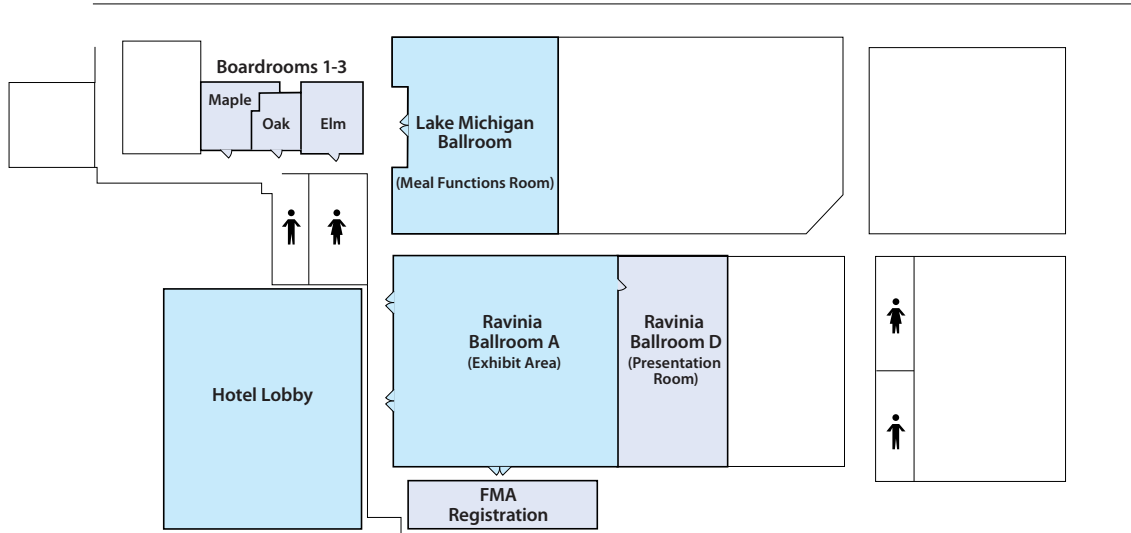 Boardrooms 1-3
Maple
Oak
Elm
Lake Michigan
Ballroom
(Meal Functions Room)
Ravinia
Ballroom A
(Exhibit Area)
Ravinia
Ballroom D
(Presentation
Room)
Hotel Lobby
FMA
Registration